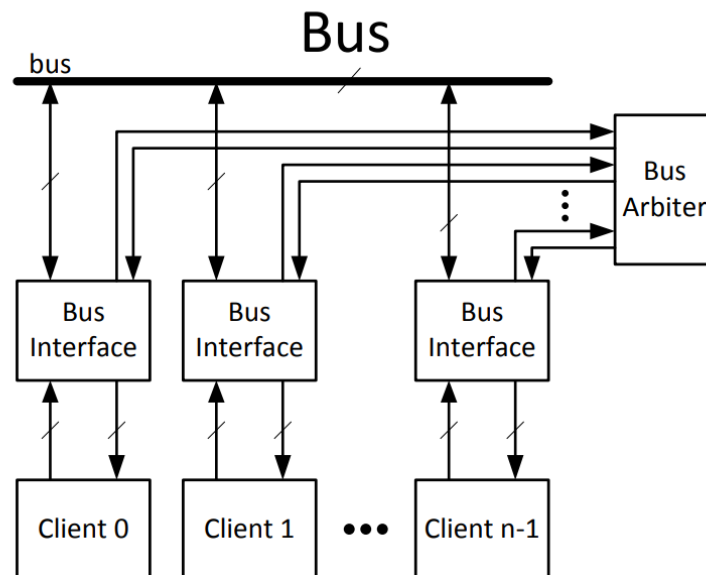 Bus
bus
Bus
Arbiter
Bus
Interface
Bus
Interface
Bus
Interface
Client 0
Client 1
Client n-1